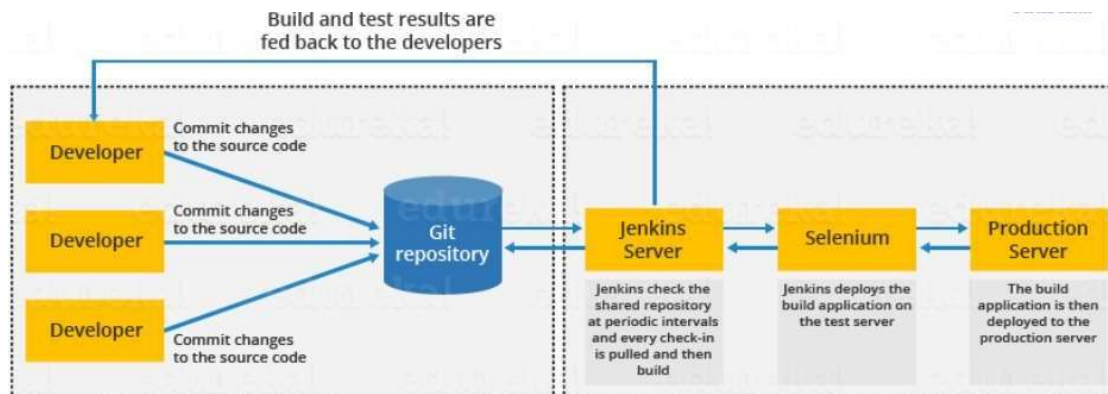 Build and test results are
fed back to the developers
Developer
Commit changes
to the source code
Developer
Commit changes
to the source code
Developer
Commit changes
to the source code
Git
repository
Jenkins
Server
Jenkins check the
shared repository
at periodic intervals
and every check-in
is pulled and then
build
Selenium
Jenkins deploys the
build application on
the test server
Production
Server
The build
application is then
deployed to the
production server
edureka!
edureka!
edureka!